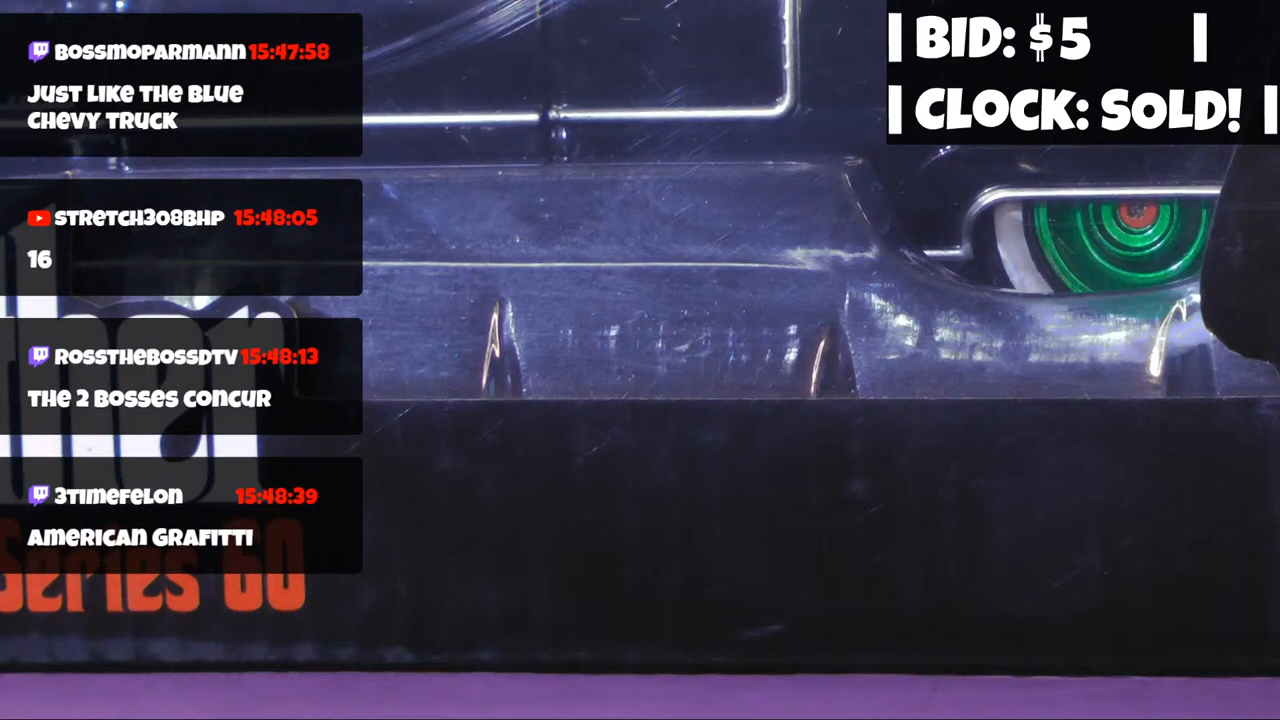 BossmoparMann 15:47:58
Just like the blue
Chevy truck
stretch308bhp 15:48:05
16
RossTheBossDTV 15:48:13
The 2 bosses concur
3TimeFelon 15:48:39
American Grafitti
Series 60
| BID: $5 |
| CLOCK: SOLD! |